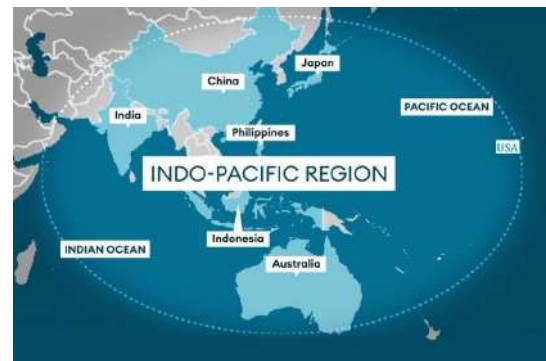 Japan
China
PACIFIC OCEAN
India
Philippines
USA
INDO-PACIFIC REGION
Indonesia
INDIAN OCEAN
Australia